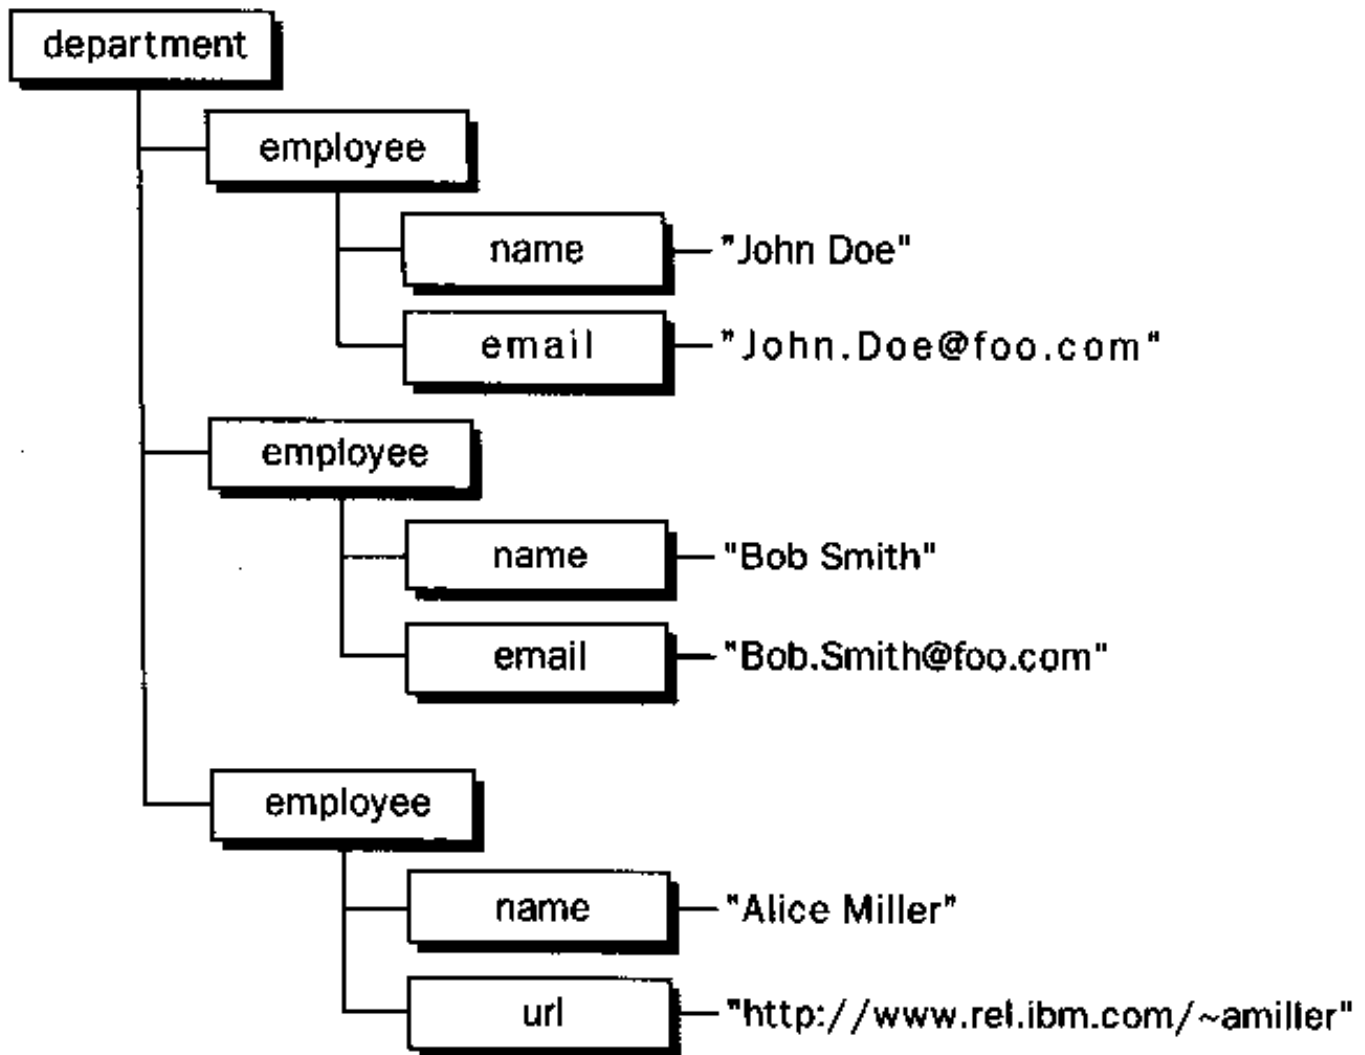 department
employee
name "John Doe"
email "John.Doe@foo.com"
employee
name "Bob Smith"
email "Bob.Smith@foo.com"
employee
name "Alice Miller"
url "http://www.rel.ibm.com/~amiller"